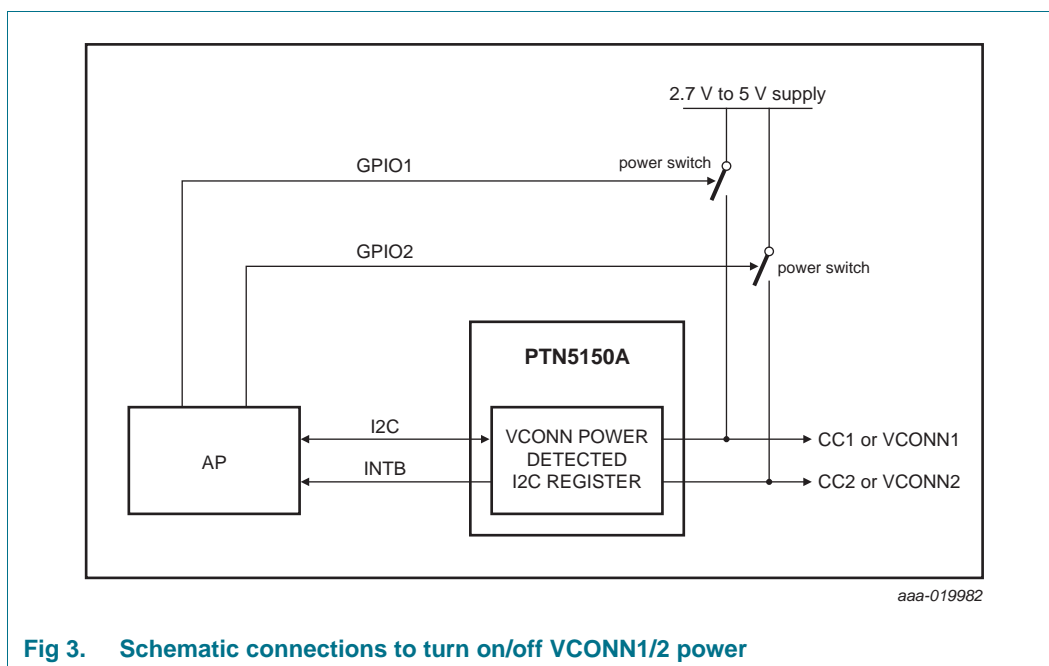 2.7 V to 5 V supply
power switch
GPIO1
GPIO2
power switch
PTN5150A
AP
I2C
INTB
VCONN POWER
DETECTED
I2C REGISTER
CC1 or VCONN1
CC2 or VCONN2
aaa-019982
Fig 3. Schematic connections to turn on/off VCONN1/2 power